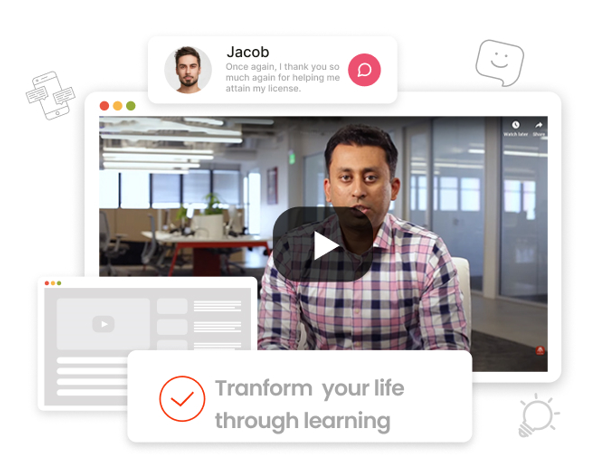 Jacob
Once again, I thank you so
much again for helping me
attain my license.
Watch later Share
Tranform your life
through learning